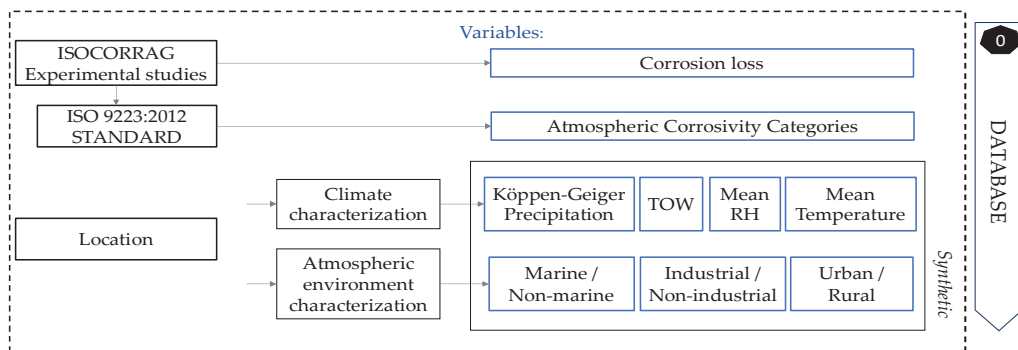 Variables:
ISOCORRAG
Experimental studies
Corrosion loss
ISO 9223:2012
STANDARD
Atmospheric Corrosivity Categories
Location
Climate
characterization
Köppen-Geiger
Precipitation
TOW
Mean
RH
Mean
Temperature
Atmospheric
environment
characterization
Marine /
Non-marine
Industrial /
Non-industrial
Urban /
Rural
Synthetic
0
DATABASE